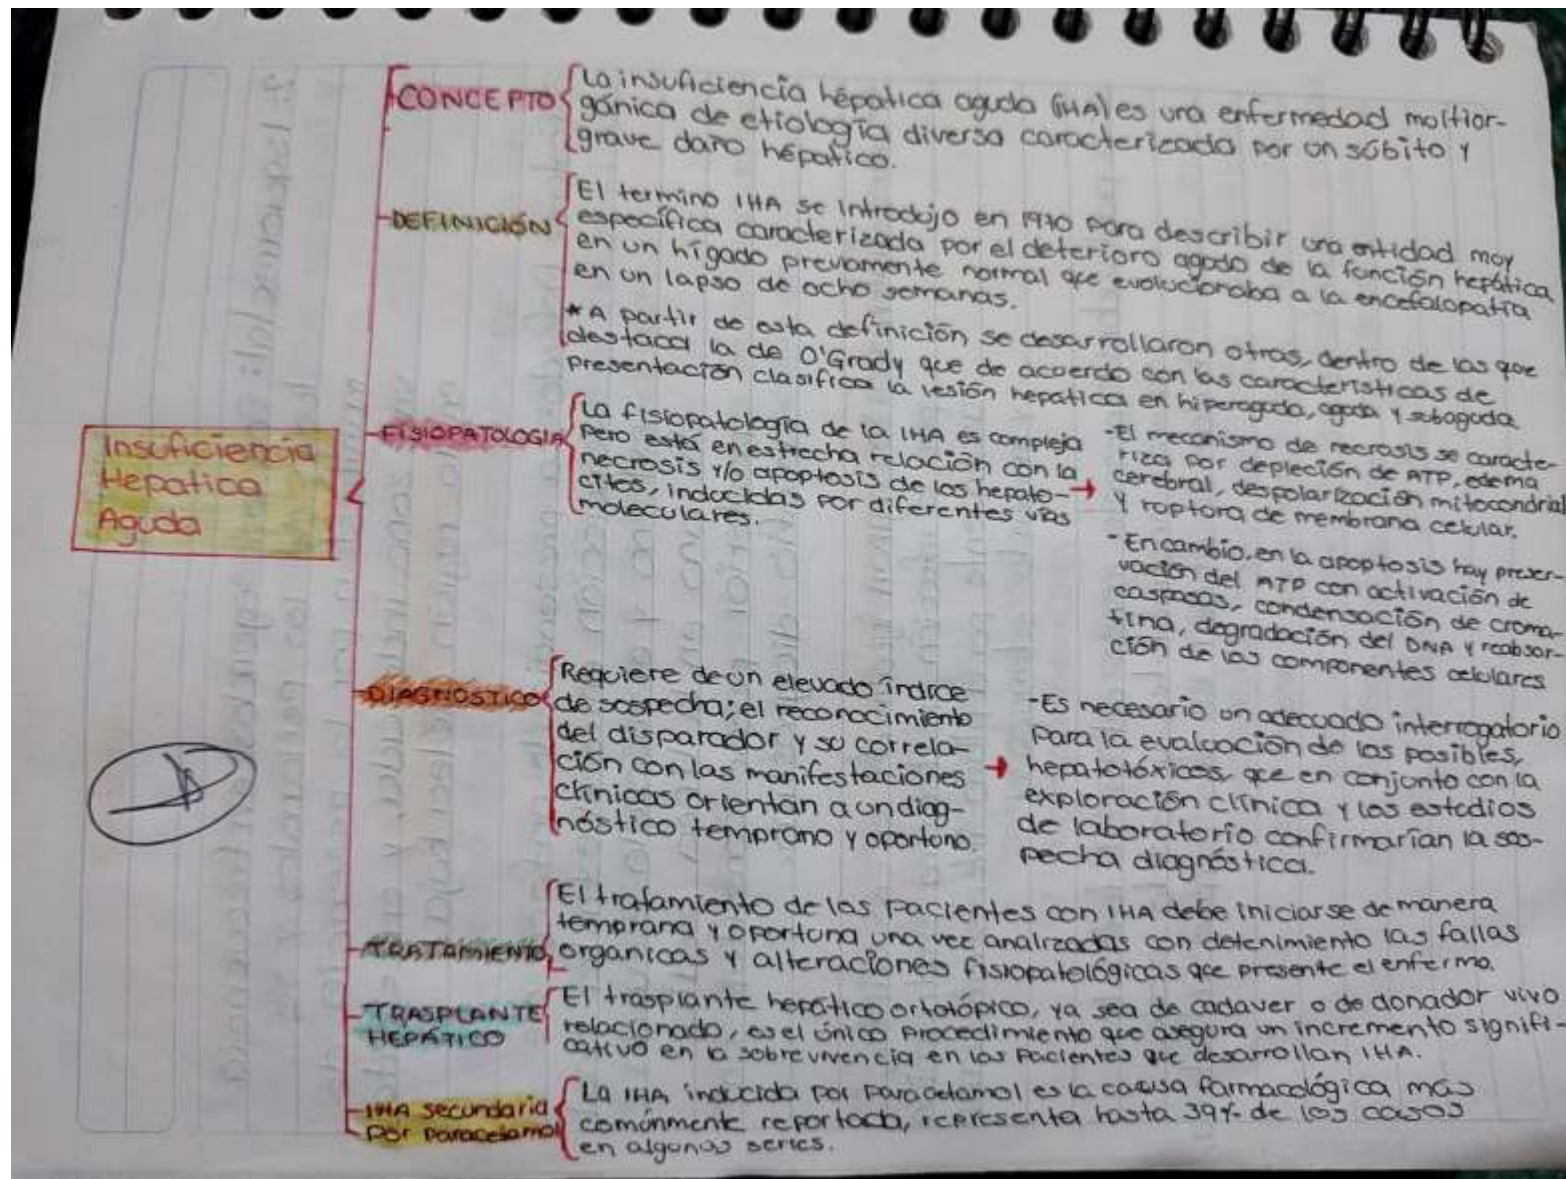 Insuficiencia
Hepatica
Aguda
CONCEPTO
La insuficiencia hépatica aguda (IHA) es una enfermedad moltior-
gánica de etiología diversa caracterizada por un súbito y
grave daño hépatico.
DEFINICIÓN
El termino IHA se introdujo en 1970 para describir una entidad muy
específica caracterizada por el deterioro agudo de la función hepática
en un hígado previamente normal que evolucionaba a la encefalopatía
en un lapso de ocho semanas.
*A partir de esta definición se desarrollaron otras, dentro de las que
destaca la de O'Grady que de acuerdo con las características de
presentación clasifica la lesión hepatica en hiperaguda, aguda y subaguda.
FISIOPATOLOGIA
La fisiopatología de la IHA es compleja
pero está en estrecha relación con la
necrosis y/o apoptosis de los hepato-
citos, inducidas por diferentes vías
moleculares.
-El mecanismo de necrosis se caracte-
riza por depleción de ATP, edema
cerebral, despolarización mitocondrial
y ruptura de membrana celular.
-En cambio, en la apoptosis hay preser-
vación del ATP con activación de
caspasas, condensación de croma-
tina, degradación del DNA y reabsor-
ción de los componentes celulares
DIAGNOSTICO
Requiere de un elevado índice
de sospecha; el reconocimiento
del disparador y su correla-
ción con las manifestaciones
clínicas orientan a un diag-
nóstico temprano y oportuno.
-Es necesario un adecuado interrogatorio
para la evaluación de los posibles,
hepatotóxicos, que en conjunto con la
exploración clínica y los estudios
de laboratorio confirmarían la sos-
pecha diagnóstica.
TRATAMIENTO
El tratamiento de los pacientes con IHA debe iniciarse de manera
temprana y oportuna una vez analizadas con detenimiento las fallas
organicas y alteraciones fisiopatológicas que presente el enfermo.
TRASPLANTE
HEPÁTICO
El trasplante hepático ortotópico, ya sea de cadaver o de donador vivo
relacionado, es el único procedimiento que asegura un incremento signifi-
cativo en la sobrevivencia en los pacientes que desarrollan IHA.
IHA secundaria
por paracetamol
La IHA inducida por paracetamol es la causa farmacológica más
comúnmente reportada, representa hasta 39% de los casos
en algunas series.